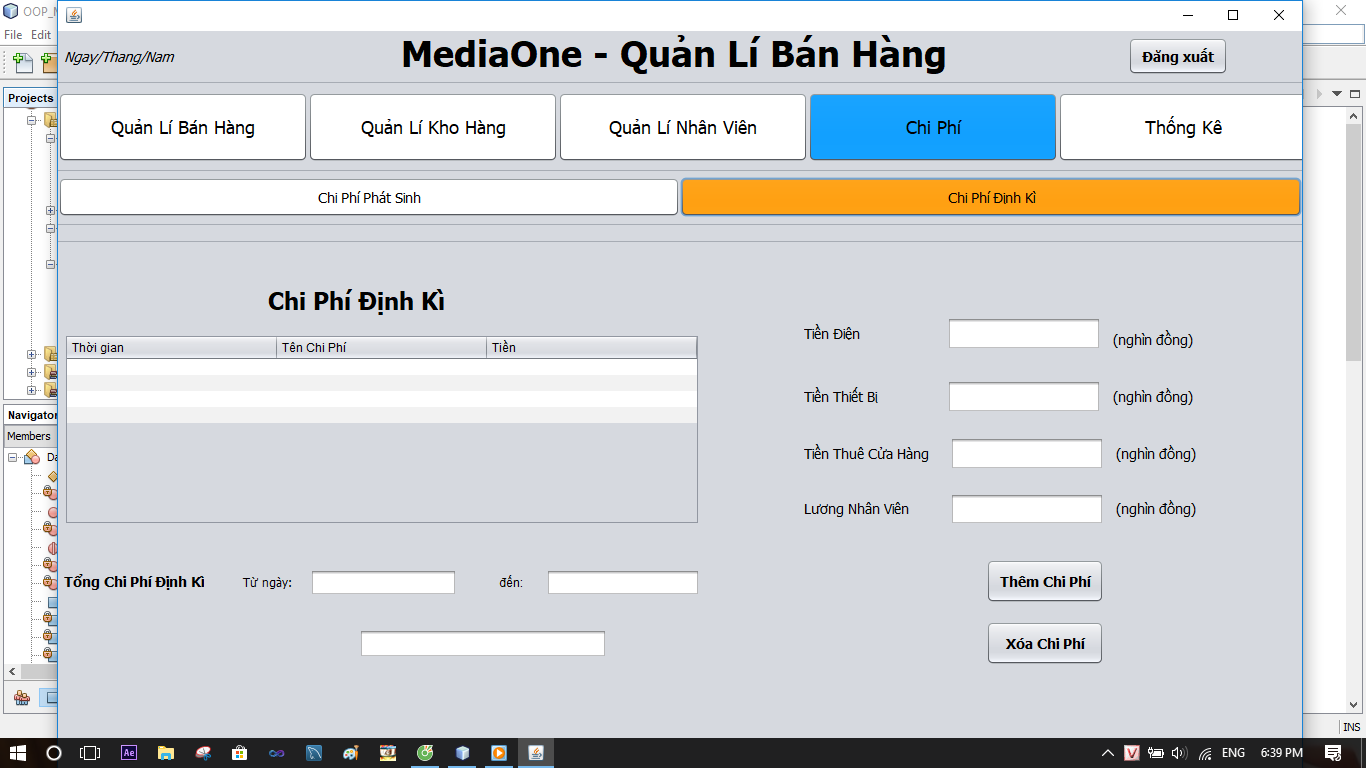 OOP_
File Edit
Ngay/Thang/Nam
MediaOne - Quản Lí Bán Hàng
Đăng xuất
Projects
Quản Lí Bán Hàng
Quản Lí Kho Hàng
Quản Lí Nhân Viên
Chi Phí
Thống Kê
Chi Phí Phát Sinh
Chi Phí Định Kì
Chi Phí Định Kì
Thời gian
Tên Chi Phí
Tiền
Tiền Điện
(nghìn đồng)
Tiền Thiết Bị
(nghìn đồng)
Tiền Thuê Cửa Hàng
(nghìn đồng)
Lương Nhân Viên
(nghìn đồng)
Navigator
Members
Tổng Chi Phí Định Kì
Từ ngày:
đến:
Thêm Chi Phí
Xóa Chi Phí
INS
Ae
V
ENG
6:39 PM